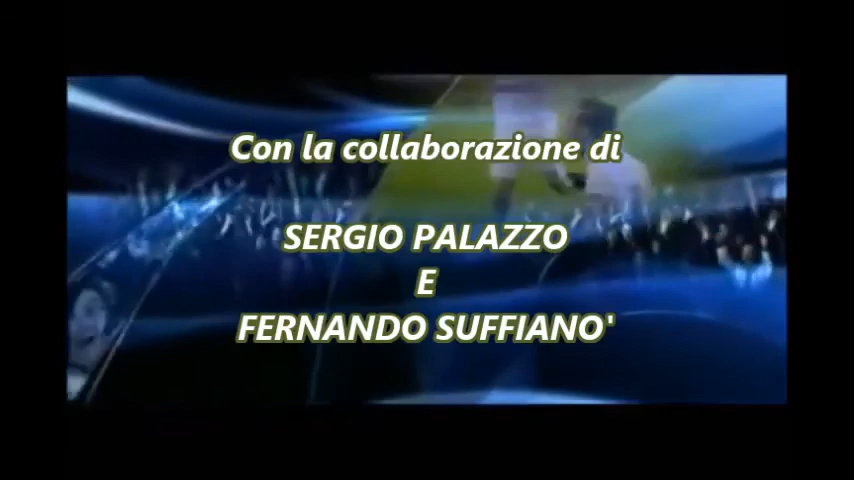 Con la collaborazione di
SERGIO PALAZZO
E
FERNANDO SUFFIANO'